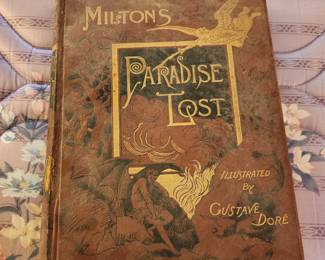 MILTON'S
PARADISE
LOST
ILLUSTRATED
BY
GUSTAVE DORÉ